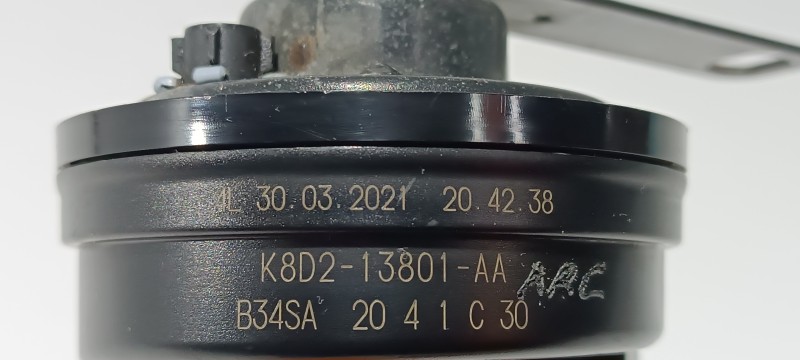 4L 30.03.2021 20.42.38
K8D2-13801-AA ARC
B34SA 20 4 1 C 30